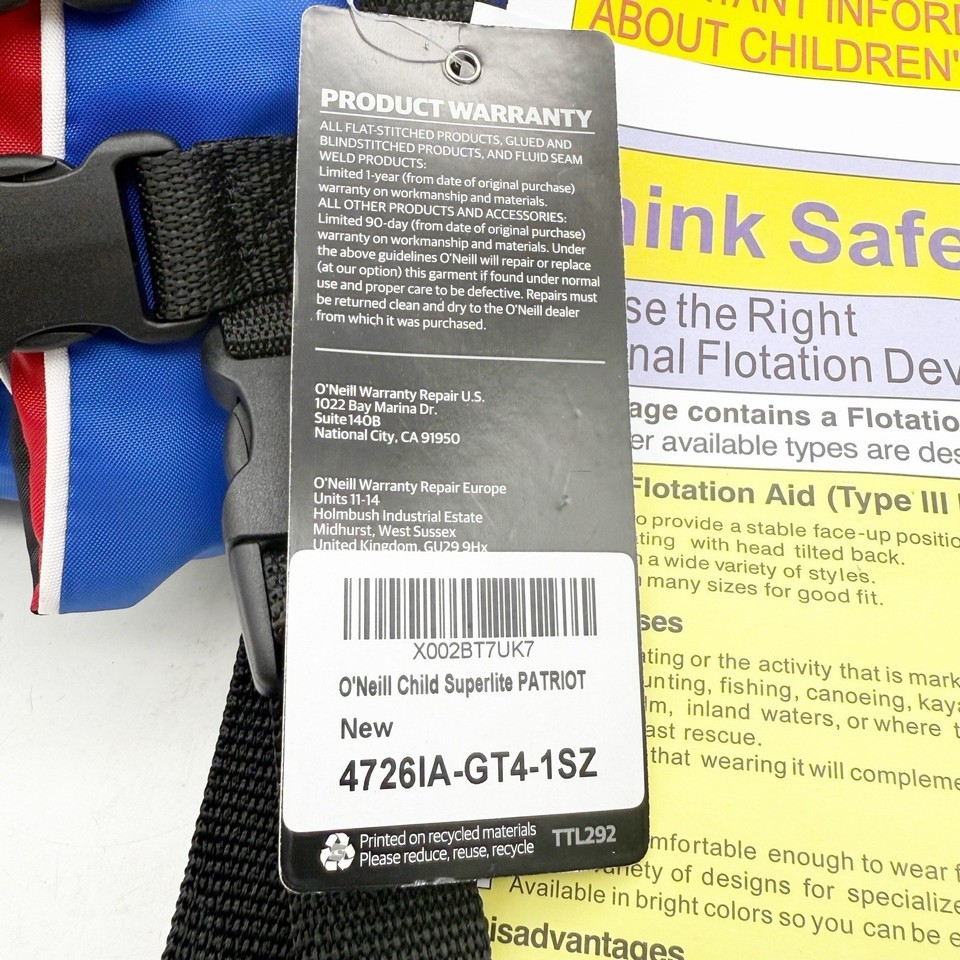 PRODUCT WARRANTY
ALL FLAT-STITCHED PRODUCTS, GLUED AND
BLINDSTITCHED PRODUCTS, AND FLUID SEAM
WELD PRODUCTS:
Limited 1-year (from date of original purchase)
warranty on workmanship and materials.
ALL OTHER PRODUCTS AND ACCESSORIES:
Limited 90-day (from date of original purchase)
warranty on workmanship and materials. Under
the above guidelines O'Neill will repair or replace
(at our option) this garment if found under normal
use and proper care to be defective. Repairs must
be returned clean and dry to the O'Neill dealer
from which it was purchased.
O'Neill Warranty Repair U.S.
1022 Bay Marina Dr.
Suite 140B
National City, CA 91950
O'Neill Warranty Repair Europe
Units 11-14
Holmbush Industrial Estate
Midhurst, West Sussex
United Kingdom, GU29 9Hx
X002BT7UK7
O'Neill Child Superlite PATRIOT
New
4726IA-GT4-1SZ
Printed on recycled materials
Please reduce, reuse, recycle
TTL292
ABOUT CHILDREN'
hink Safe
se the Right
nal Flotation Dev
age contains a Flotatio
er available types are des
Flotation Aid (Type III
o provide a stable face-up positio
ating with head tilted back.
a wide variety of styles.
many sizes for good fit.
ses
ating or the activity that is mark
unting, fishing, canoeing, kaya
lm, inland waters, or where t
ast rescue.
that wearing it will compleme
mfortable enough to wear f
variety of designs for specialize
Available in bright colors so you can be e
isadvantages